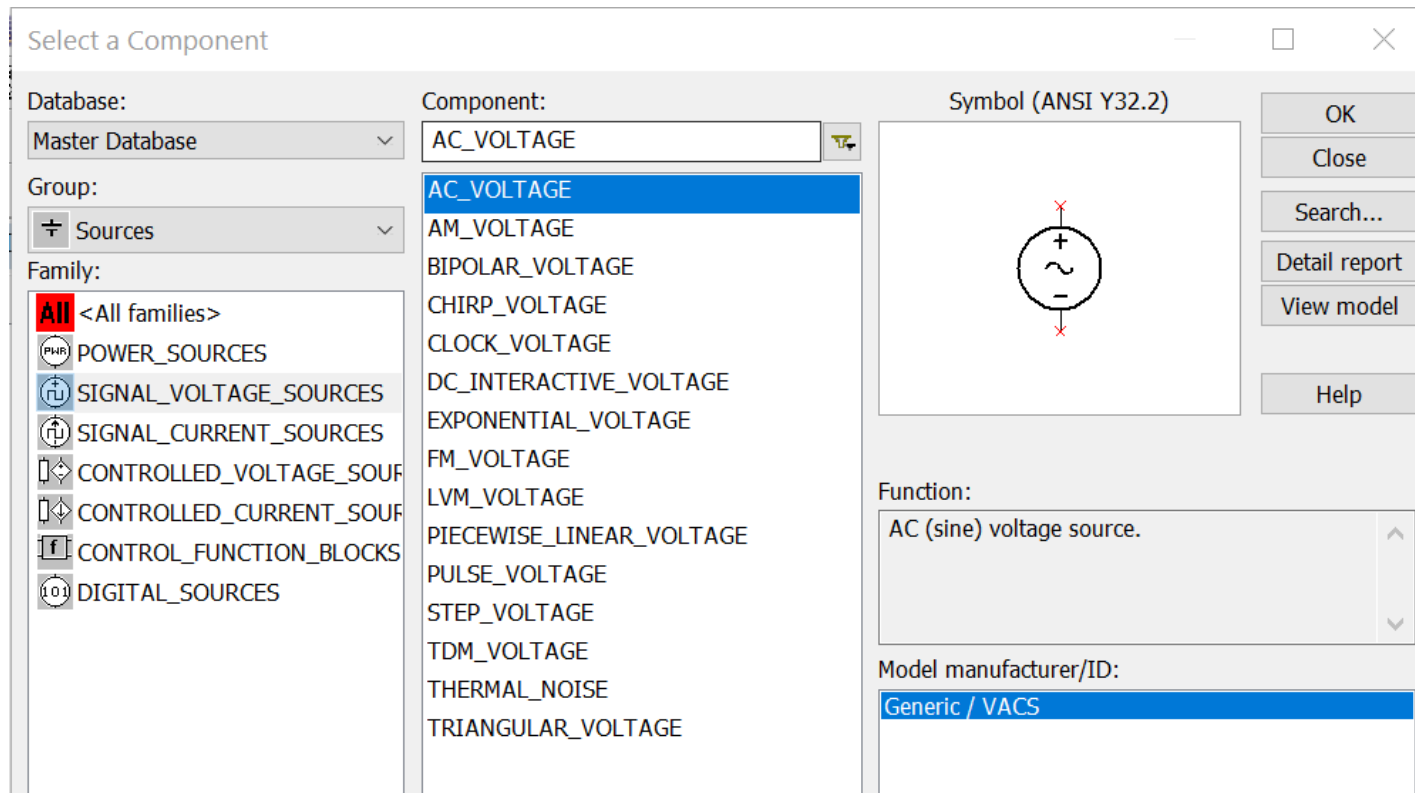 Select a Component
Database:
Master Database
Group:
Sources
Family:
All <All families>
PWR POWER_SOURCES
SIGNAL_VOLTAGE_SOURCES
SIGNAL_CURRENT_SOURCES
CONTROLLED_VOLTAGE_SOUR
CONTROLLED_CURRENT_SOUR
f CONTROL_FUNCTION_BLOCKS
101 DIGITAL_SOURCES
Component:
AC_VOLTAGE
AC_VOLTAGE
AM_VOLTAGE
BIPOLAR_VOLTAGE
CHIRP_VOLTAGE
CLOCK_VOLTAGE
DC_INTERACTIVE_VOLTAGE
EXPONENTIAL_VOLTAGE
FM_VOLTAGE
LVM_VOLTAGE
PIECEWISE_LINEAR_VOLTAGE
PULSE_VOLTAGE
STEP_VOLTAGE
TDM_VOLTAGE
THERMAL_NOISE
TRIANGULAR_VOLTAGE
Symbol (ANSI Y32.2)
+
~
−
Function:
AC (sine) voltage source.
Model manufacturer/ID:
Generic / VACS
OK
Close
Search...
Detail report
View model
Help